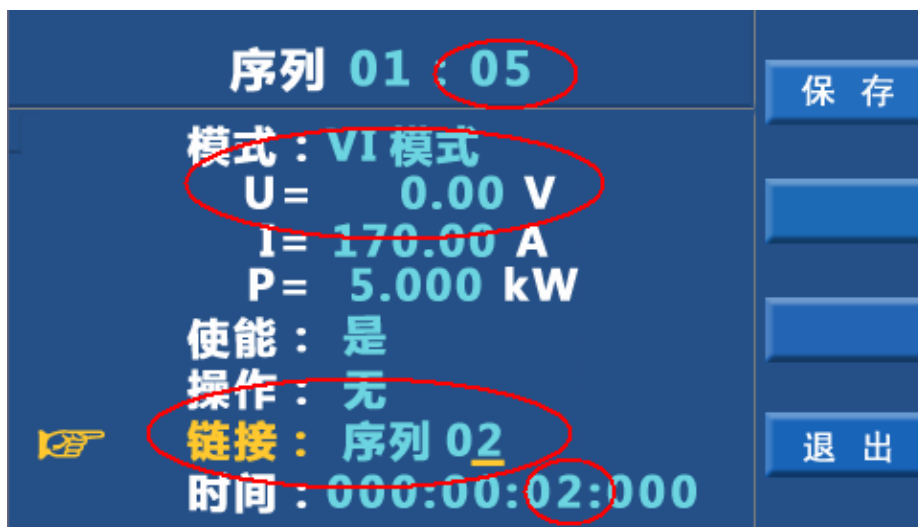 序列 01 : 05
保 存
模式：VI 模式
U= 0.00 V
I= 170.00 A
P= 5.000 kW
使能：是
操作：无
链接：序列 02
退 出
时间：000:00:02:000